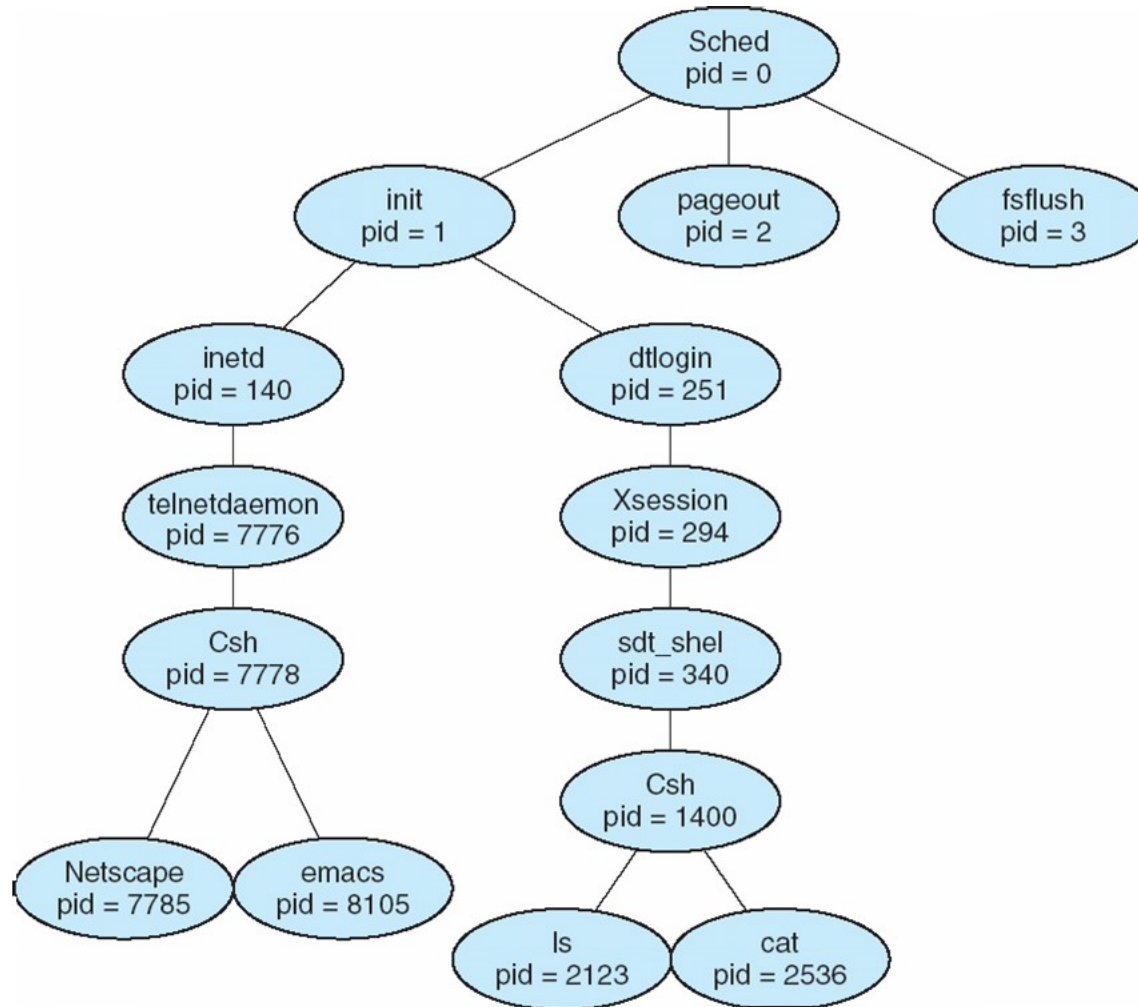 Sched
pid = 0
init
pid = 1
pageout
pid = 2
fsflush
pid = 3
inetd
pid = 140
dtlogin
pid = 251
telnetdaemon
pid = 7776
Xsession
pid = 294
Csh
pid = 7778
sdt_shel
pid = 340
Csh
pid = 1400
Netscape
pid = 7785
emacs
pid = 8105
ls
pid = 2123
cat
pid = 2536